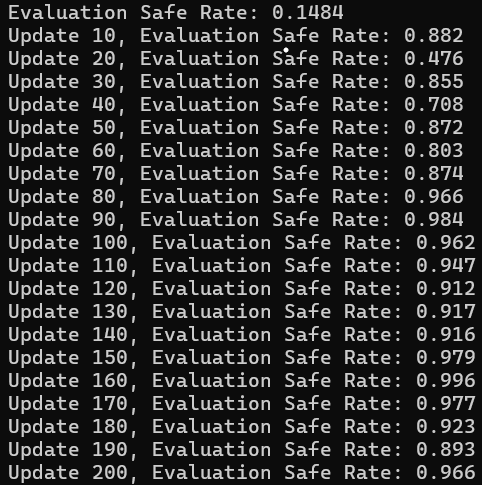 Evaluation Safe Rate: 0.1484
Update 10, Evaluation Safe Rate: 0.882
Update 20, Evaluation Safe Rate: 0.476
Update 30, Evaluation Safe Rate: 0.855
Update 40, Evaluation Safe Rate: 0.708
Update 50, Evaluation Safe Rate: 0.872
Update 60, Evaluation Safe Rate: 0.803
Update 70, Evaluation Safe Rate: 0.874
Update 80, Evaluation Safe Rate: 0.966
Update 90, Evaluation Safe Rate: 0.984
Update 100, Evaluation Safe Rate: 0.962
Update 110, Evaluation Safe Rate: 0.947
Update 120, Evaluation Safe Rate: 0.912
Update 130, Evaluation Safe Rate: 0.917
Update 140, Evaluation Safe Rate: 0.916
Update 150, Evaluation Safe Rate: 0.979
Update 160, Evaluation Safe Rate: 0.996
Update 170, Evaluation Safe Rate: 0.977
Update 180, Evaluation Safe Rate: 0.923
Update 190, Evaluation Safe Rate: 0.893
Update 200, Evaluation Safe Rate: 0.966